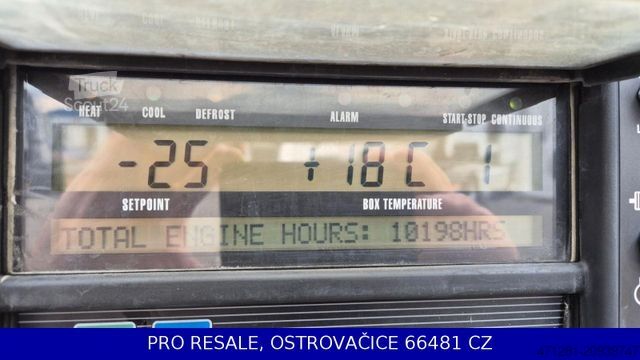 Truck
Scout24
HEAT COOL DEFROST ALARM START-STOP CONTINUOUS
-25 +18 C 1
SETPOINT BOX TEMPERATURE
TOTAL ENGINE HOURS: 10198HRS
PRO RESALE, OSTROVAČICE 66481 CZ